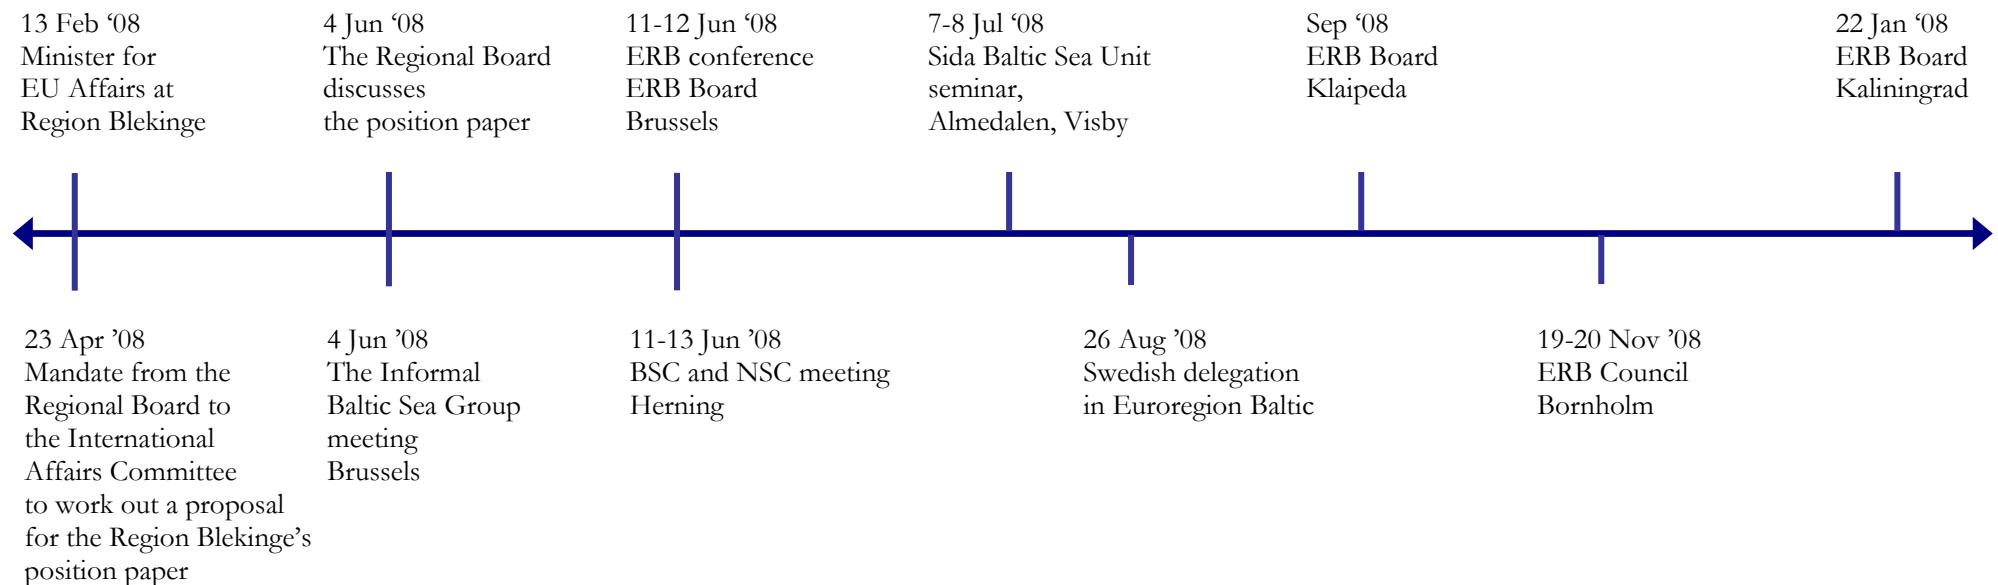 13 Feb ‘08
Minister for
EU Affairs at
Region Blekinge
4 Jun ‘08
The Regional Board
discusses
the position paper
11-12 Jun ‘08
ERB conference
ERB Board
Brussels
7-8 Jul ‘08
Sida Baltic Sea Unit
seminar,
Almedalen, Visby
Sep ‘08
ERB Board
Klaipeda
22 Jan ‘08
ERB Board
Kaliningrad
23 Apr ’08
Mandate from the
Regional Board to
the International
Affairs Committee
to work out a proposal
for the Region Blekinge’s
position paper
4 Jun ’08
The Informal
Baltic Sea Group
meeting
Brussels
11-13 Jun ’08
BSC and NSC meeting
Herning
26 Aug ’08
Swedish delegation
in Euroregion Baltic
19-20 Nov ’08
ERB Council
Bornholm